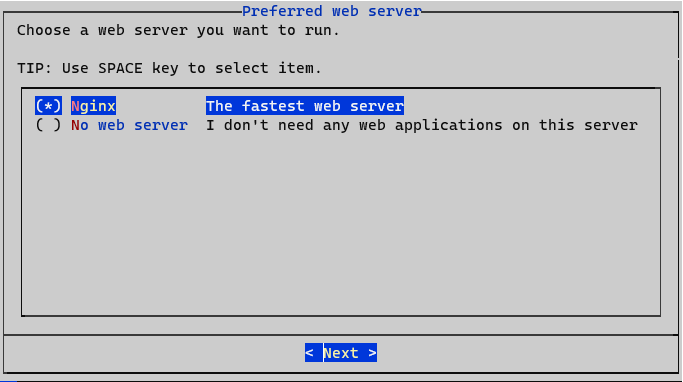 Preferred web server
Choose a web server you want to run.
TIP: Use SPACE key to select item.
(*) Nginx The fastest web server
( ) No web server I don't need any web applications on this server
< Next >